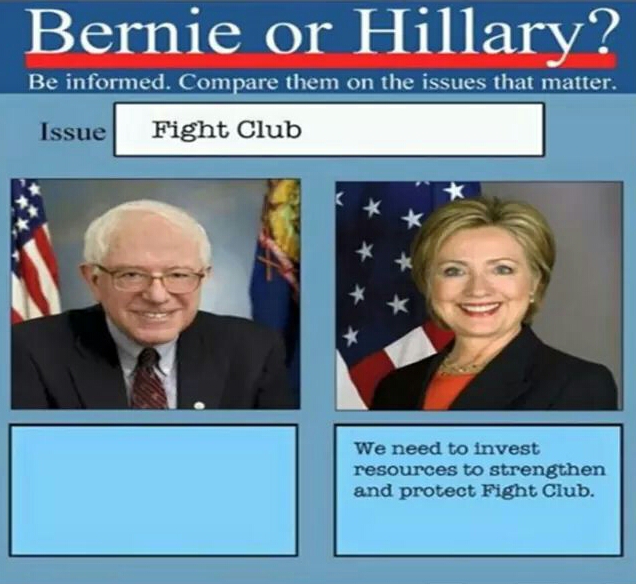 Bernie or Hillary?
Be informed. Compare them on the issues that matter.
Issue
Fight Club
We need to invest
resources to strengthen
and protect Fight Club.